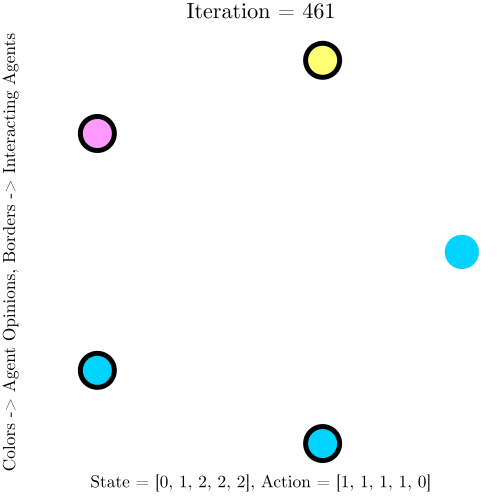 Iteration = 461
Colors -> Agent Opinions, Borders -> Interacting Agents
State = [0, 1, 2, 2, 2], Action = [1, 1, 1, 1, 0]